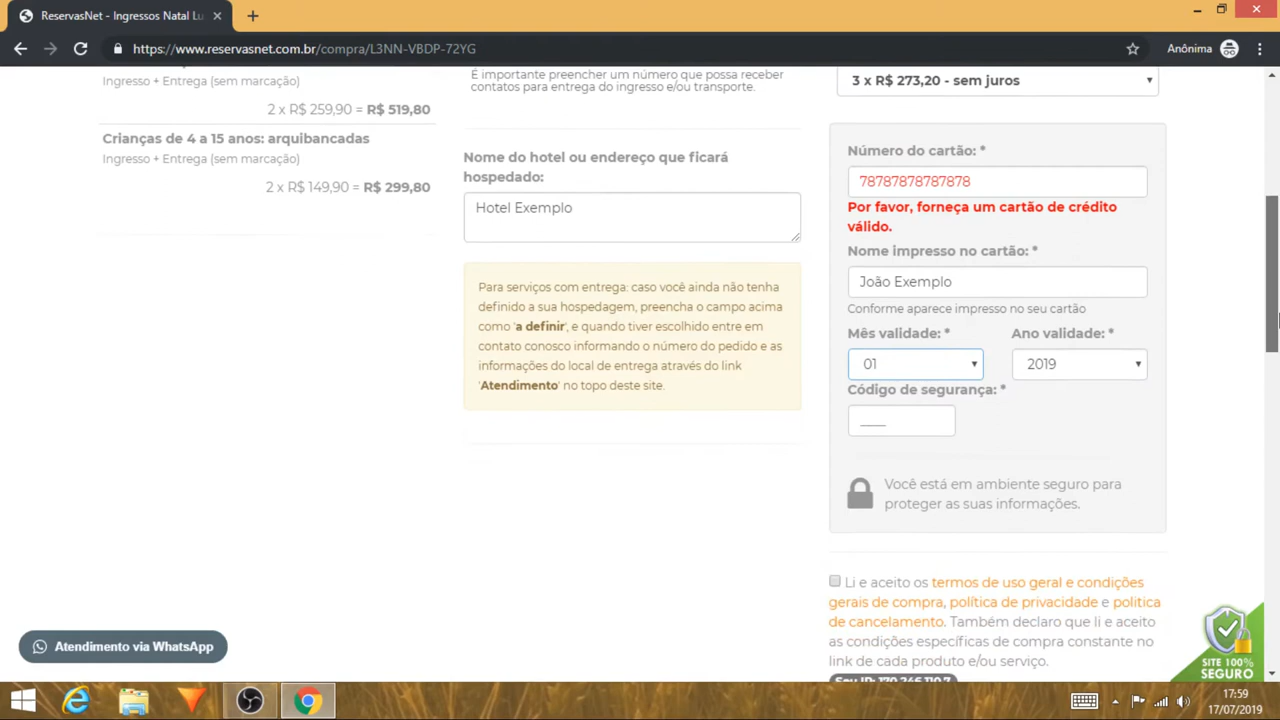 ReservasNet - Ingressos Natal Lu
https://www.reservasnet.com.br/compra/L3NN-VBDP-72YG
Anônima
Ingresso + Entrega (sem marcação)
2 x R$ 259,90 = R$ 519,80
Crianças de 4 a 15 anos: arquibancadas
Ingresso + Entrega (sem marcação)
2 x R$ 149,90 = R$ 299,80
É importante preencher um número que possa receber
contatos para entrega do ingresso e/ou transporte.
Nome do hotel ou endereço que ficará
hospedado:
Hotel Exemplo
Para serviços com entrega: caso você ainda não tenha
definido a sua hospedagem, preencha o campo acima
como 'a definir', e quando tiver escolhido entre em
contato conosco informando o número do pedido e as
informações do local de entrega através do link
'Atendimento' no topo deste site.
3 x R$ 273,20 - sem juros
Número do cartão: *
78787878787878
Por favor, forneça um cartão de crédito
válido.
Nome impresso no cartão: *
João Exemplo
Conforme aparece impresso no seu cartão
Mês validade: * Ano validade: *
01 2019
Código de segurança: *
____
Você está em ambiente seguro para
proteger as suas informações.
Li e aceito os termos de uso geral e condições
gerais de compra, política de privacidade e politica
de cancelamento. Também declaro que li e aceito
as condições específicas de compra constante no
link de cada produto e/ou serviço.
Seu IP: 170.246.110.7
Atendimento via WhatsApp
SITE 100%
SEGURO
17:59
17/07/2019